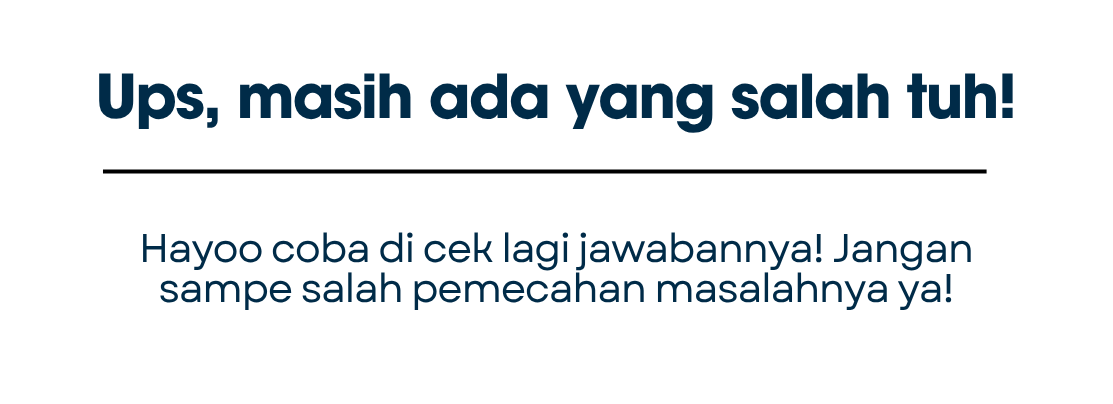 Ups, masih ada yang salah tuh!
Hayoo coba di cek lagi jawabannya! Jangan
sampe salah pemecahan masalahnya ya!